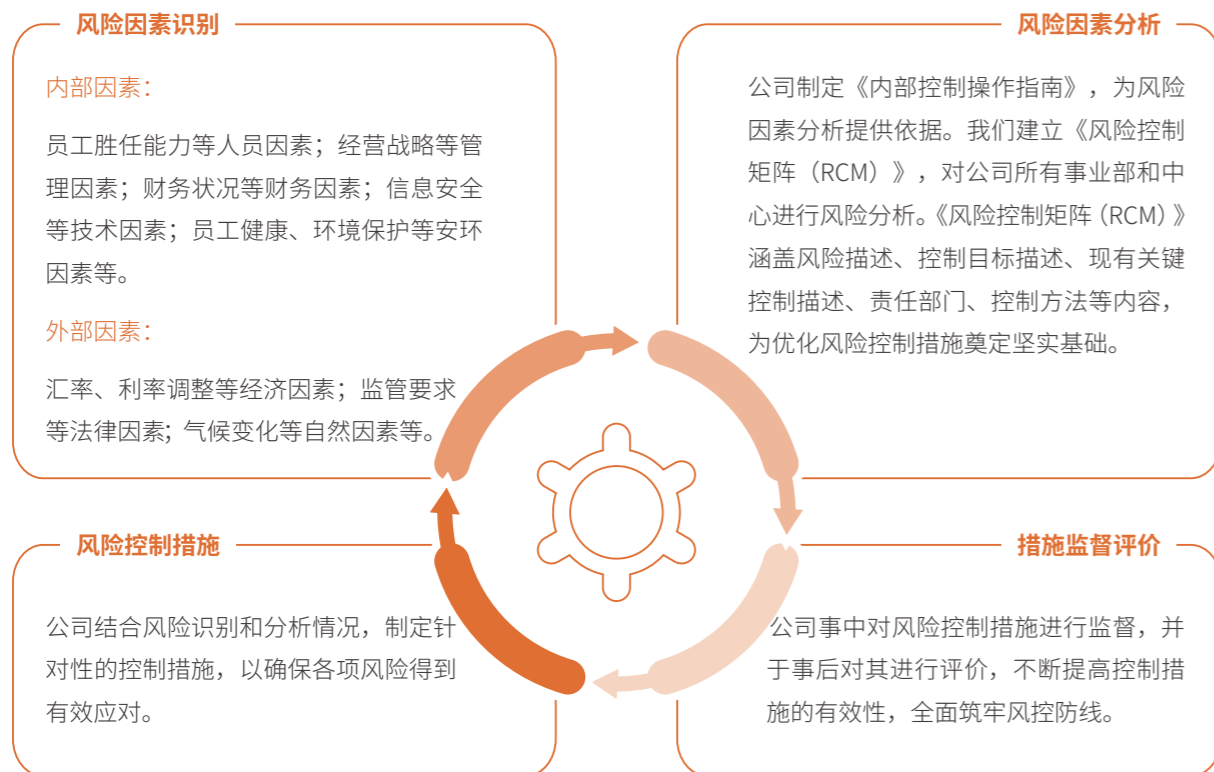 风险因素识别
内部因素：
员工胜任能力等人员因素；经营战略等管
理因素；财务状况等财务因素；信息安全
等技术因素；员工健康、环境保护等安环
因素等。
外部因素：
汇率、利率调整等经济因素；监管要求
等法律因素；气候变化等自然因素等。
风险因素分析
公司制定《内部控制操作指南》，为风险
因素分析提供依据。我们建立《风险控制
矩阵（RCM）》，对公司所有事业部和中
心进行风险分析。《风险控制矩阵（RCM）》
涵盖风险描述、控制目标描述、现有关键
控制描述、责任部门、控制方法等内容，
为优化风险控制措施奠定坚实基础。
风险控制措施
公司结合风险识别和分析情况，制定针
对性的控制措施，以确保各项风险得到
有效应对。
措施监督评价
公司事中对风险控制措施进行监督，并
于事后对其进行评价，不断提高控制措
施的有效性，全面筑牢风控防线。